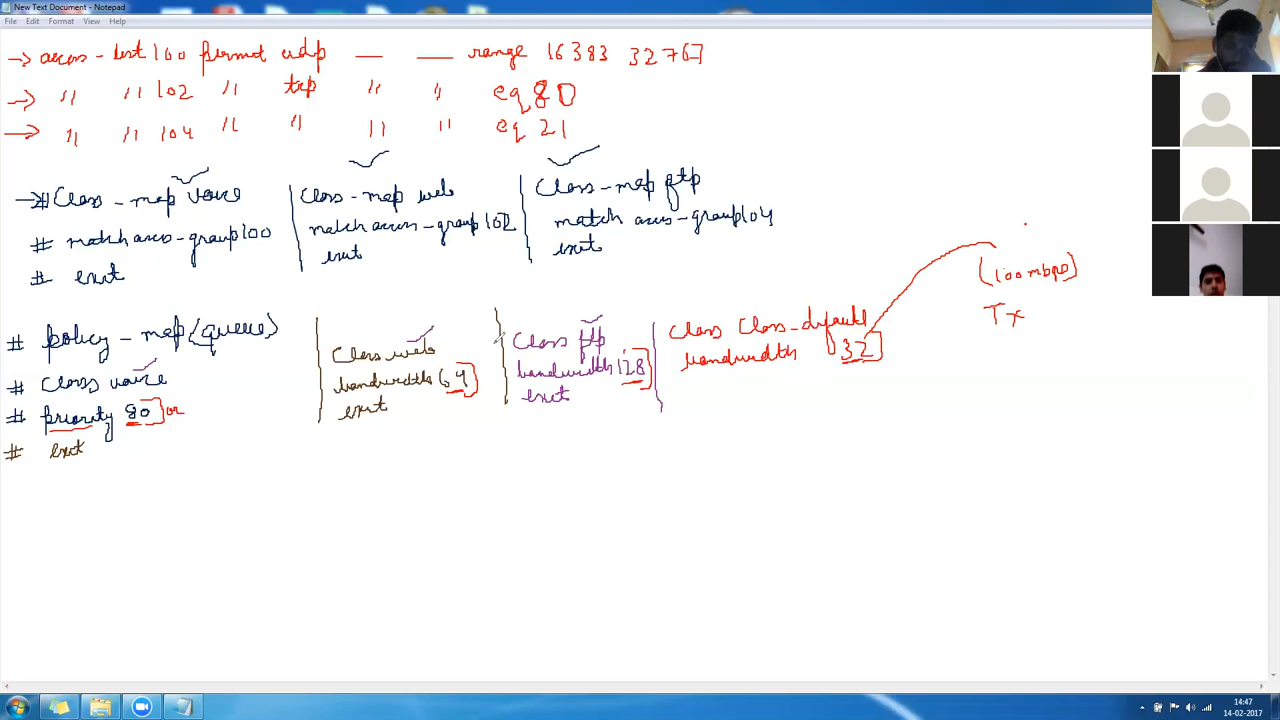 New Text Document - Notepad
File Edit Format View Help
→ access - list 100 permit udp — — range 16383 32767
→ " " 102 " tcp " " eq 80
→ " " 104 " " " " eq 21
→# Class - map voice
# match access - group 100
# exit
Class - map web
match access - group 102
exit
Class - map ftp
match access - group 104
exit
(100mbps)
Tx
# policy - map (queue)
# Class voice
# priority 80 or
# exit
Class web
bandwidth 64
exit
Class ftp
bandwidth 128
exit
Class Class - default
bandwidth 32
14:47
14-02-2017